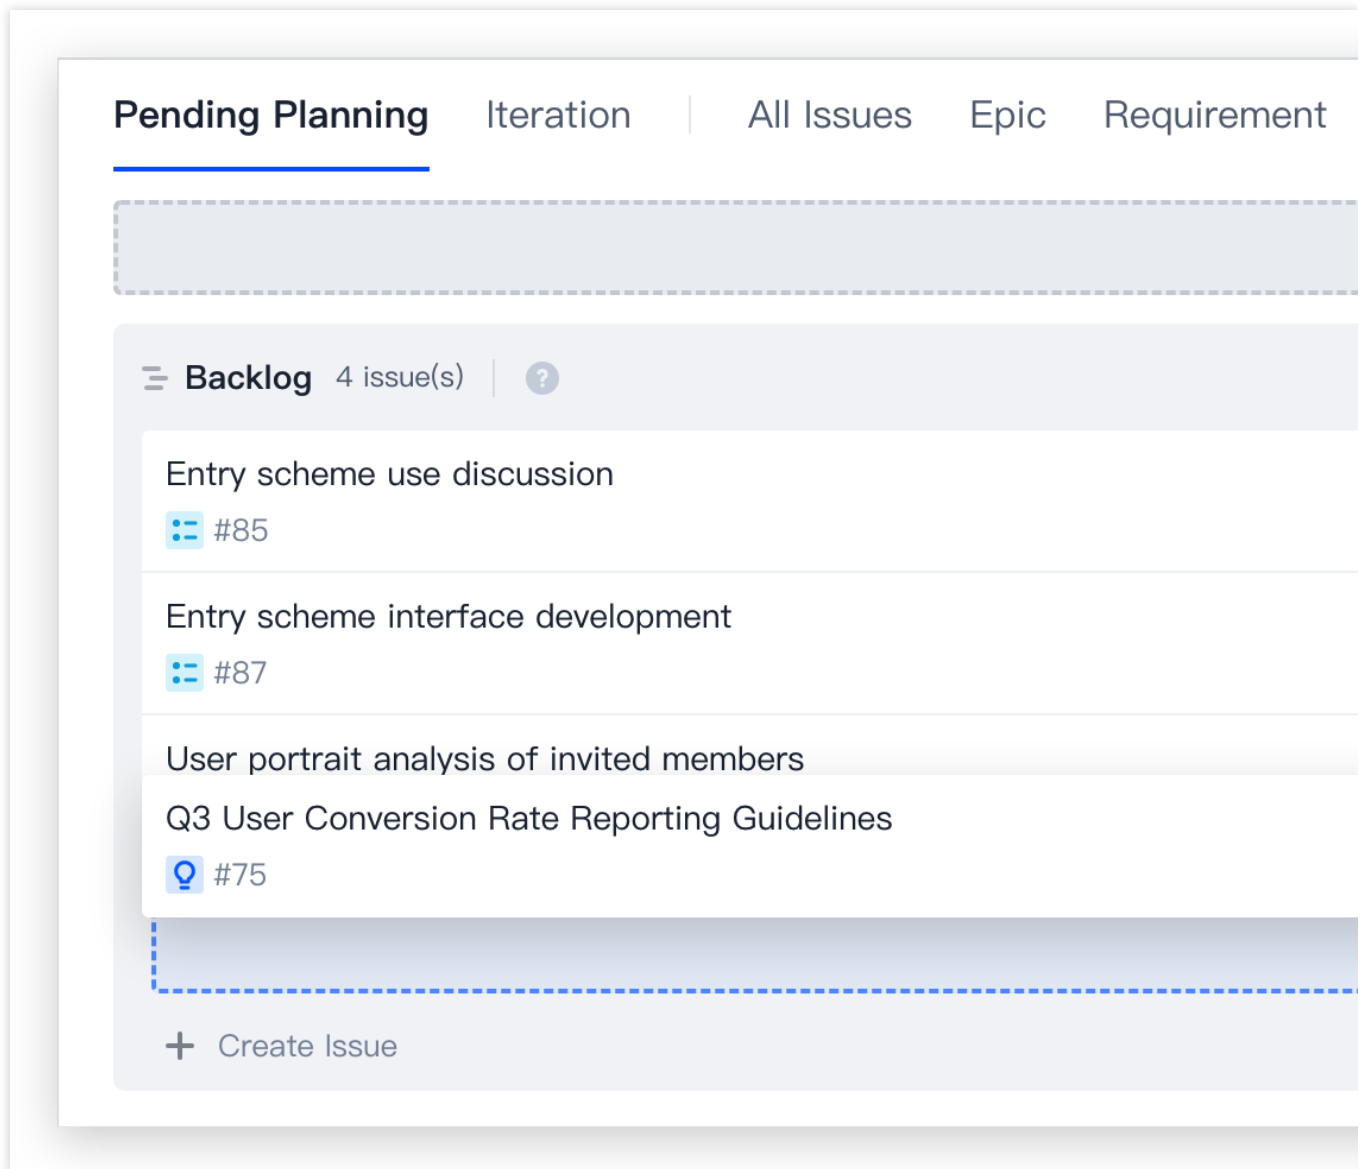 Pending Planning Iteration All Issues Epic Requirement
Backlog 4 issue(s) ?
Entry scheme use discussion
#85
Entry scheme interface development
#87
User portrait analysis of invited members
Q3 User Conversion Rate Reporting Guidelines
#75
+ Create Issue